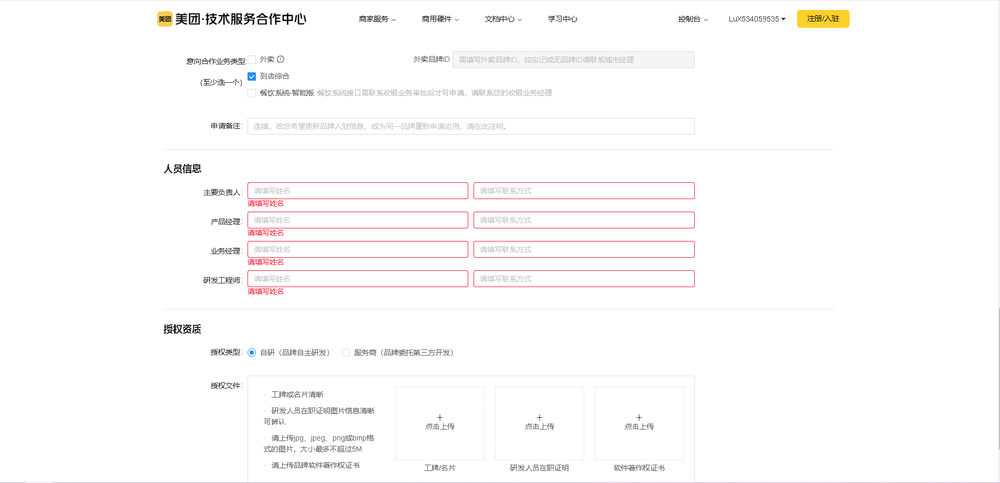 美团 美团·技术服务合作中心 商家服务 商用硬件 文档中心 学习中心 控制台 LuX534059535 注册/入驻
意向合作业务类型: 外卖 外卖品牌ID 需填写外卖品牌ID，如忘记或无品牌ID请联系城市经理
(至少选一个) 到店综合
餐饮系统-智能版 餐饮系统接口需联系收银业务审批后才可申请，请联系您的收银业务经理
申请备注: 选填，若您希望更新品牌入驻信息，或为同一品牌重新申请应用，请在此注明。
人员信息
主要负责人: 请填写姓名 请填写联系方式
请填写姓名
产品经理: 请填写姓名 请填写联系方式
请填写姓名
业务经理: 请填写姓名 请填写联系方式
请填写姓名
研发工程师: 请填写姓名 请填写联系方式
请填写姓名
授权资质
授权类型: 自研（品牌自主研发） 服务商（品牌委托第三方开发）
授权文件:
· 工牌或名片清晰
· 研发人员在职证明图片信息清晰
可辨认
· 请上传jpg、jpeg、png或bmp格
式的图片，大小最多不超过5M
· 请上传品牌软件著作权证书
点击上传 点击上传 点击上传
工牌/名片 研发人员在职证明 软件著作权证书